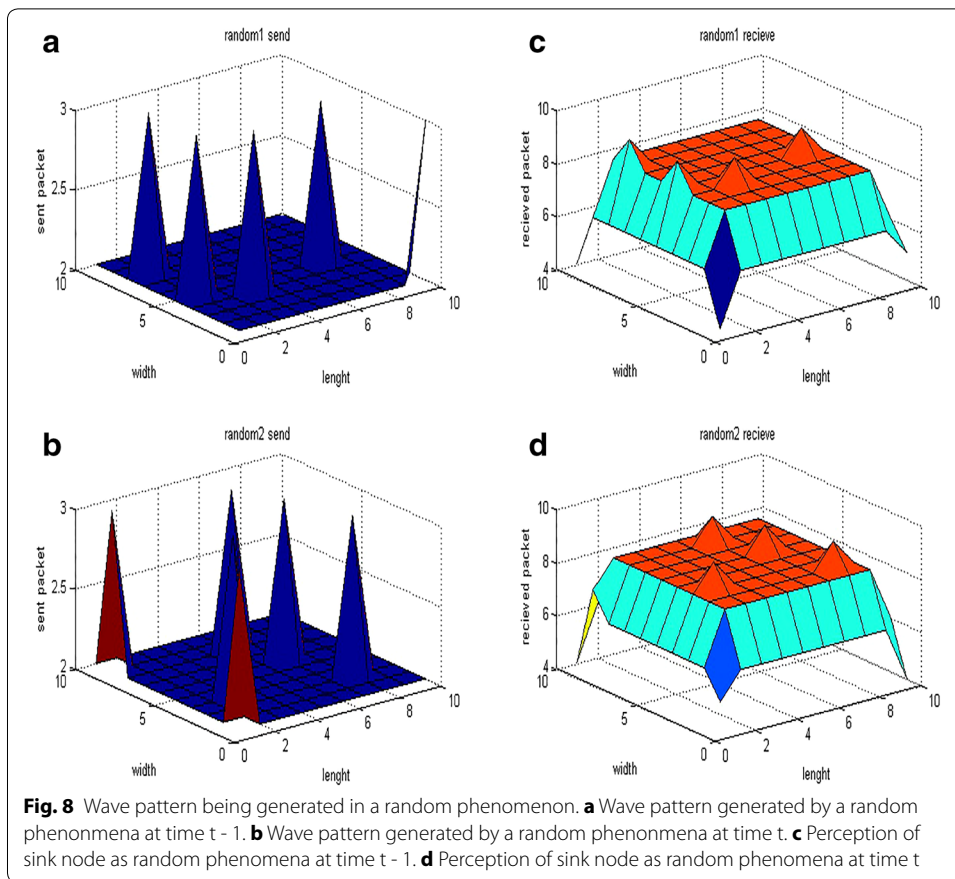 a
random1 send
3
2.5
2
sent packet
10
5
0
width
0
2
4
6
8
10
lenght
c
random1 recieve
10
8
6
4
recieved packet
10
5
0
width
0
2
4
6
8
10
lenght
b
random2 send
3
2.5
2
sent packet
10
5
0
width
0
2
4
6
8
10
lenght
d
random2 recieve
10
8
6
4
recieved packet
10
5
0
width
0
2
4
6
8
10
lenght
Fig. 8 Wave pattern being generated in a random phenomenon. a Wave pattern generated by a random
phenonmena at time t - 1. b Wave pattern generated by a random phenonmena at time t. c Perception of
sink node as random phenomena at time t - 1. d Perception of sink node as random phenomena at time t